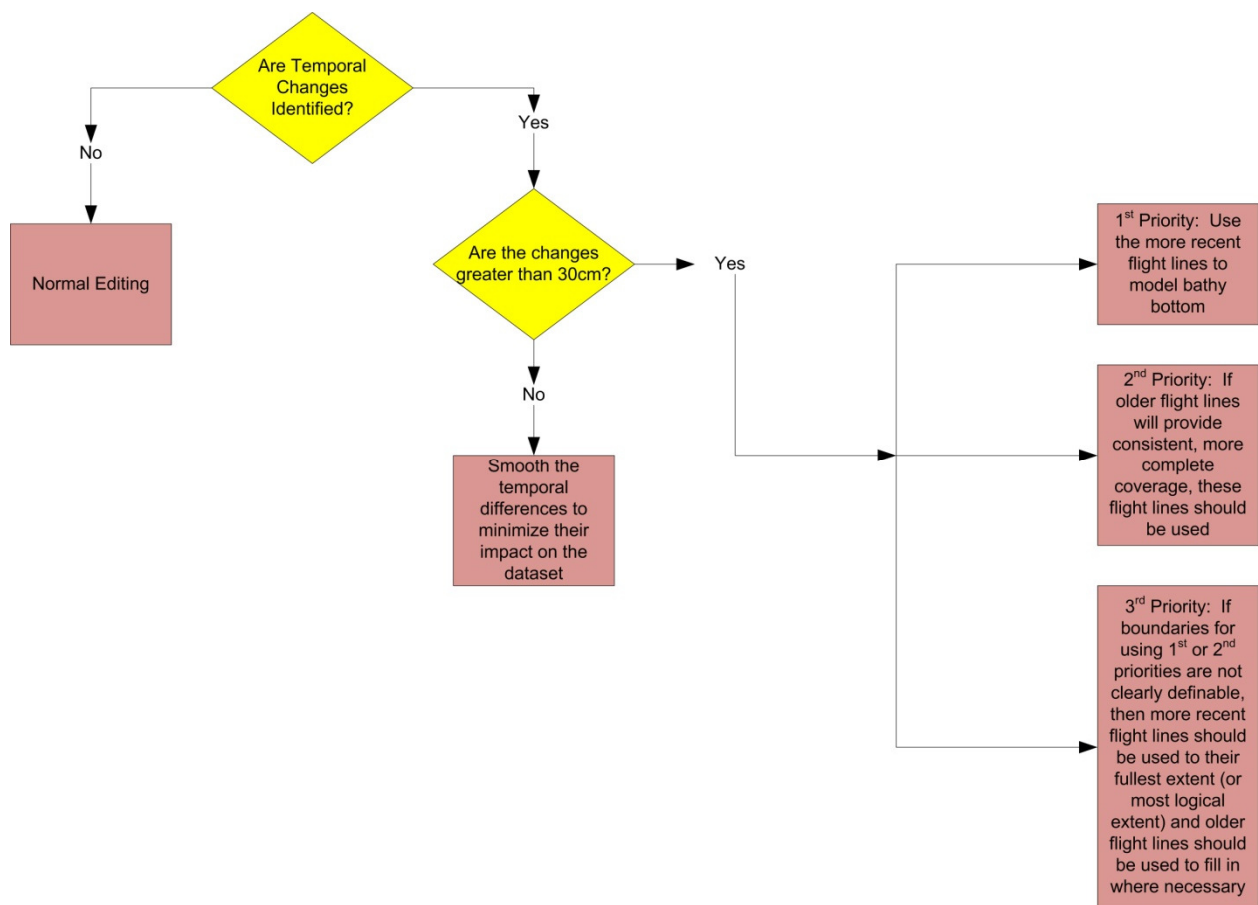 Are Temporal
Changes
Identified?
No
Yes
Normal Editing
Are the changes
greater than 30cm?
Yes
No
Smooth the
temporal
differences to
minimize their
impact on the
dataset
1st Priority: Use
the more recent
flight lines to
model bathy
bottom
2nd Priority: If
older flight lines
will provide
consistent, more
complete
coverage, these
flight lines should
be used
3rd Priority: If
boundaries for
using 1st or 2nd
priorities are not
clearly definable,
then more recent
flight lines should
be used to their
fullest extent (or
most logical
extent) and older
flight lines should
be used to fill in
where necessary